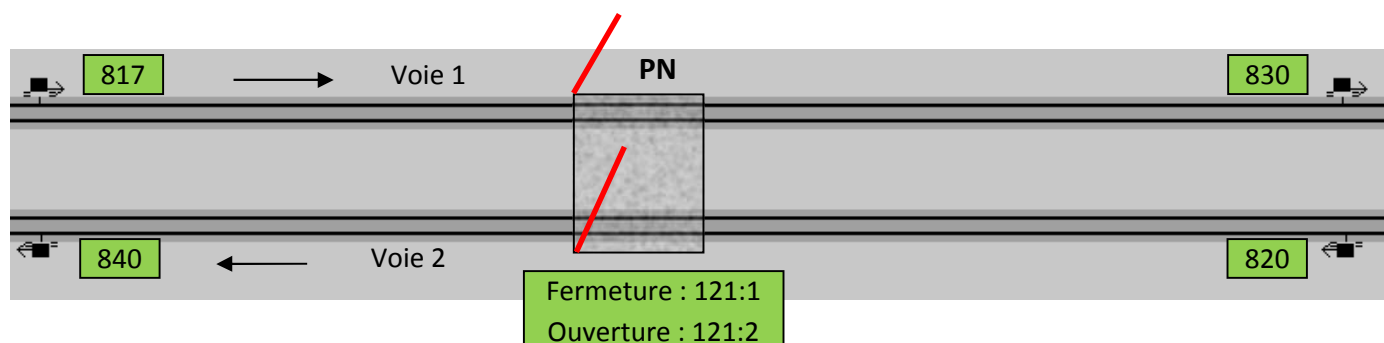 817
Voie 1
PN
830
840
Voie 2
820
Fermeture : 121:1
Ouverture : 121:2